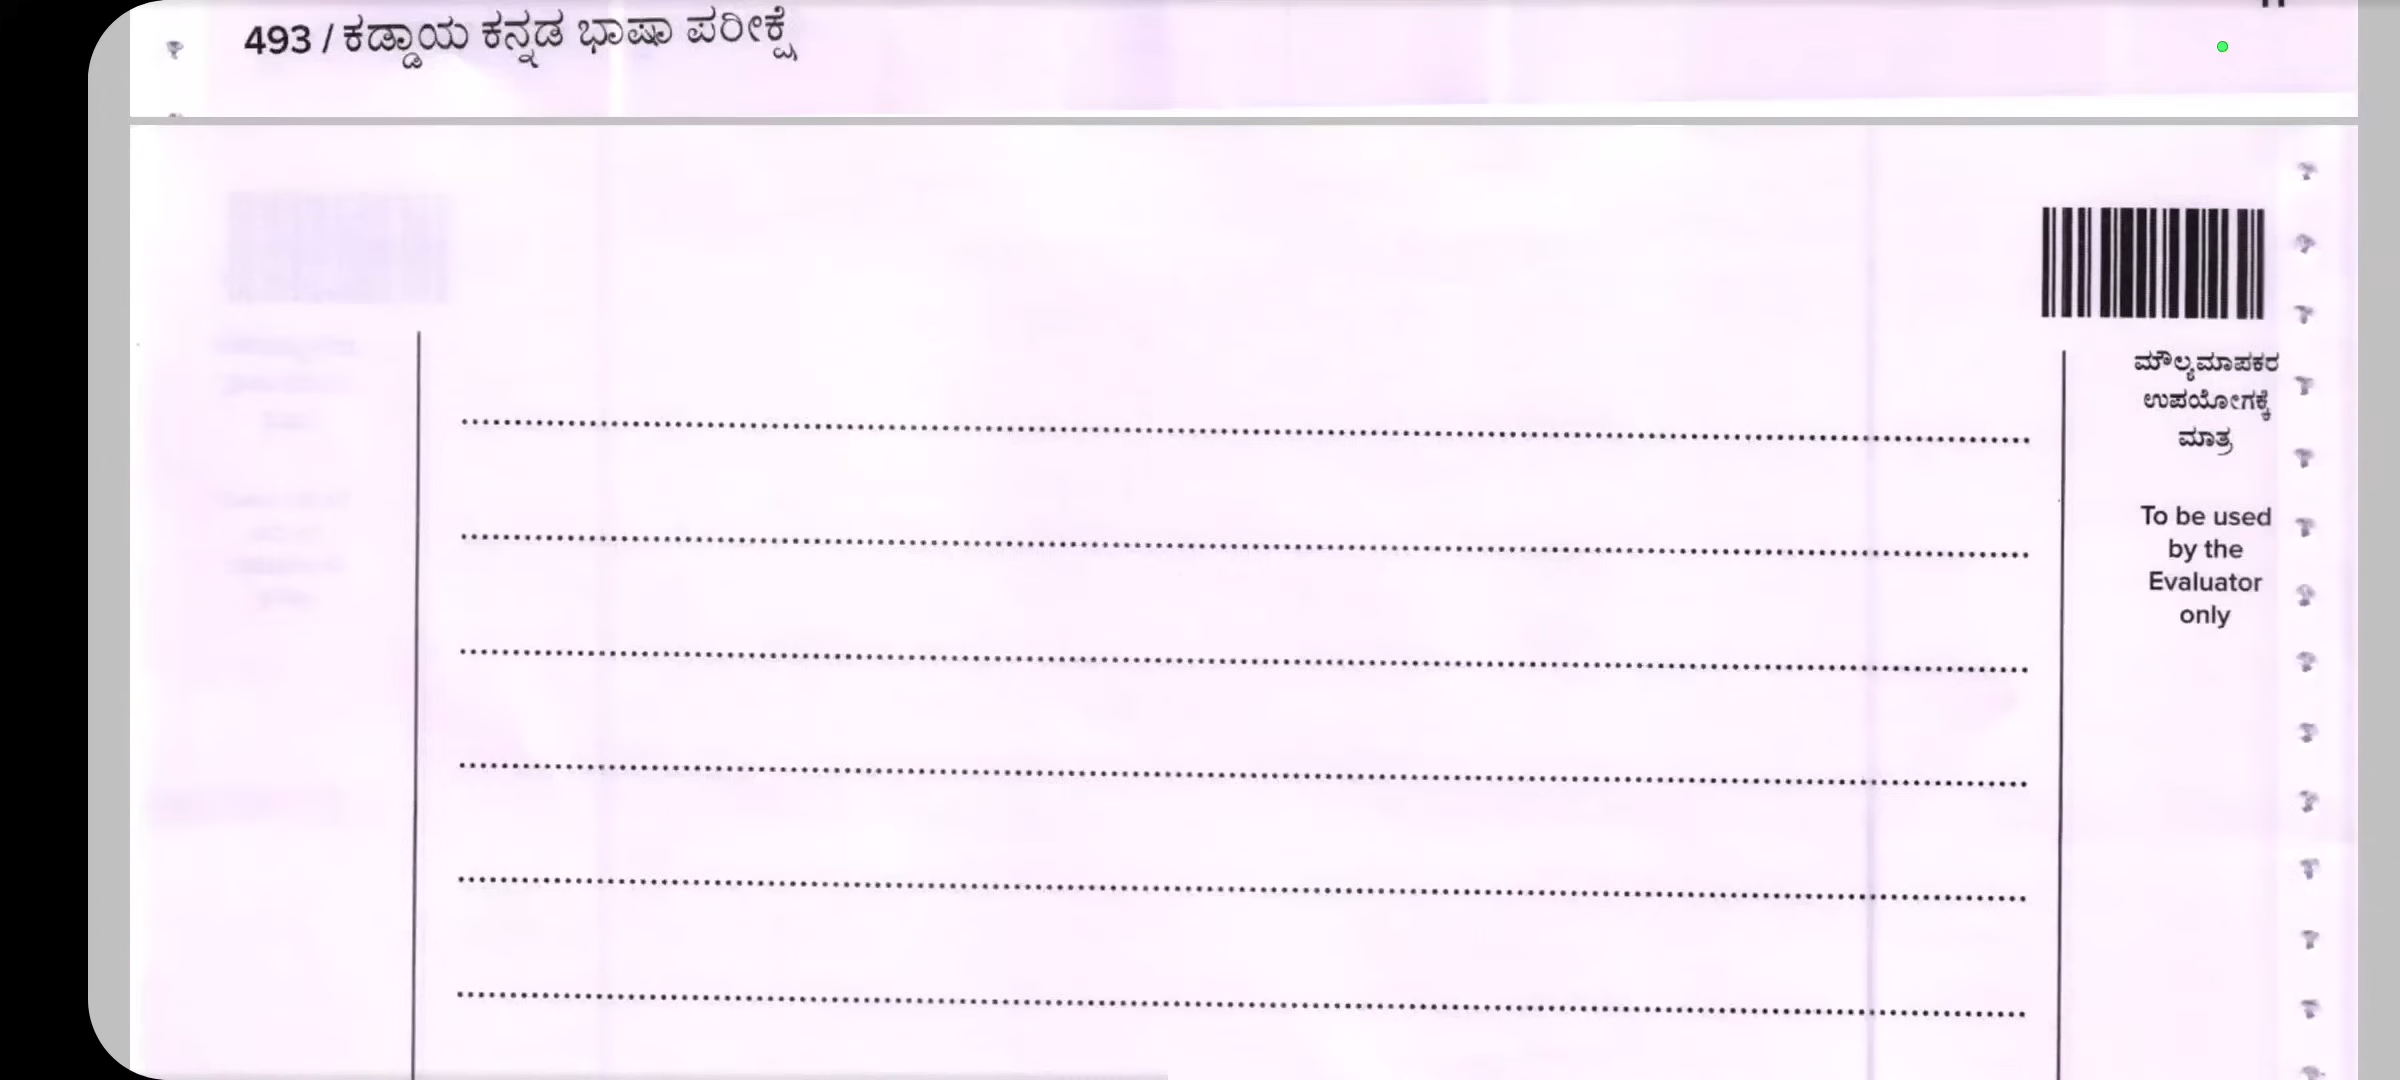 493 / ಕಡ್ಡಾಯ ಕನ್ನಡ ಭಾಷಾ ಪರೀಕ್ಷೆ
ಮೌಲ್ಯಮಾಪಕರ
ಉಪಯೋಗಕ್ಕೆ
ಮಾತ್ರ
To be used
by the
Evaluator
only